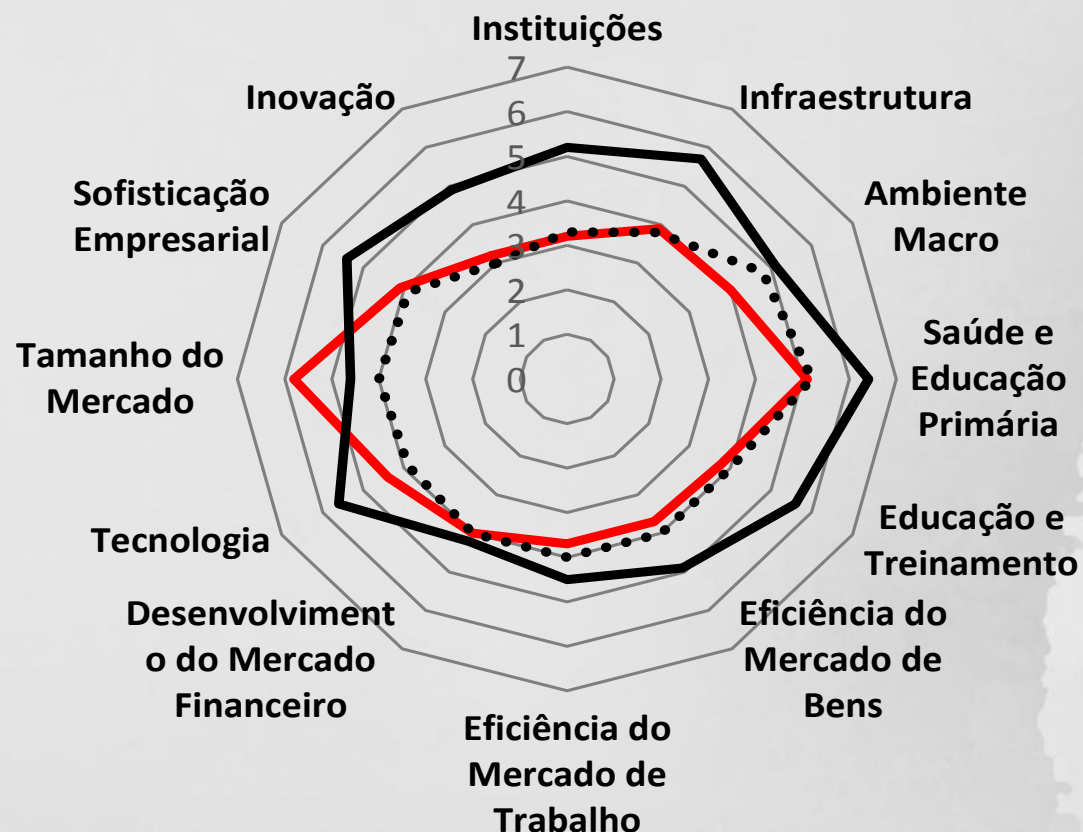 Instituições
7
6
5
4
3
2
1
0
Infraestrutura
Ambiente
Macro
Saúde e
Educação
Primária
Educação e
Treinamento
Eficiência do
Mercado de
Bens
Eficiência do
Mercado de
Trabalho
Desenvolviment
o do Mercado
Financeiro
Tecnologia
Tamanho do
Mercado
Sofisticação
Empresarial
Inovação